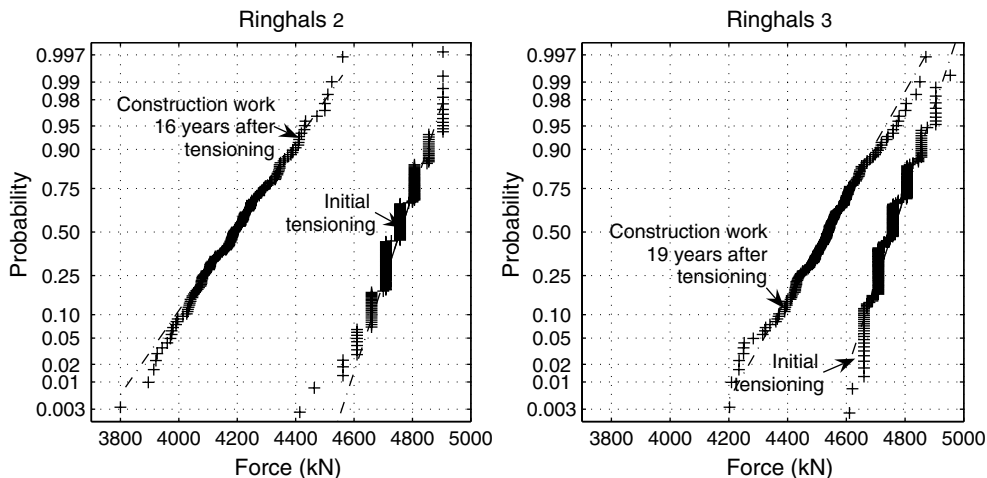 Ringhals 2
Probability
0.997
0.99
0.98
0.95
0.90
0.75
0.50
0.25
0.10
0.05
0.02
0.01
0.003
Construction work
16 years after
tensioning
Initial
tensioning
3800 4000 4200 4400 4600 4800 5000
Force (kN)
Ringhals 3
Probability
0.997
0.99
0.98
0.95
0.90
0.75
0.50
0.25
0.10
0.05
0.02
0.01
0.003
Construction work
19 years after
tensioning
Initial
tensioning
3800 4000 4200 4400 4600 4800 5000
Force (kN)